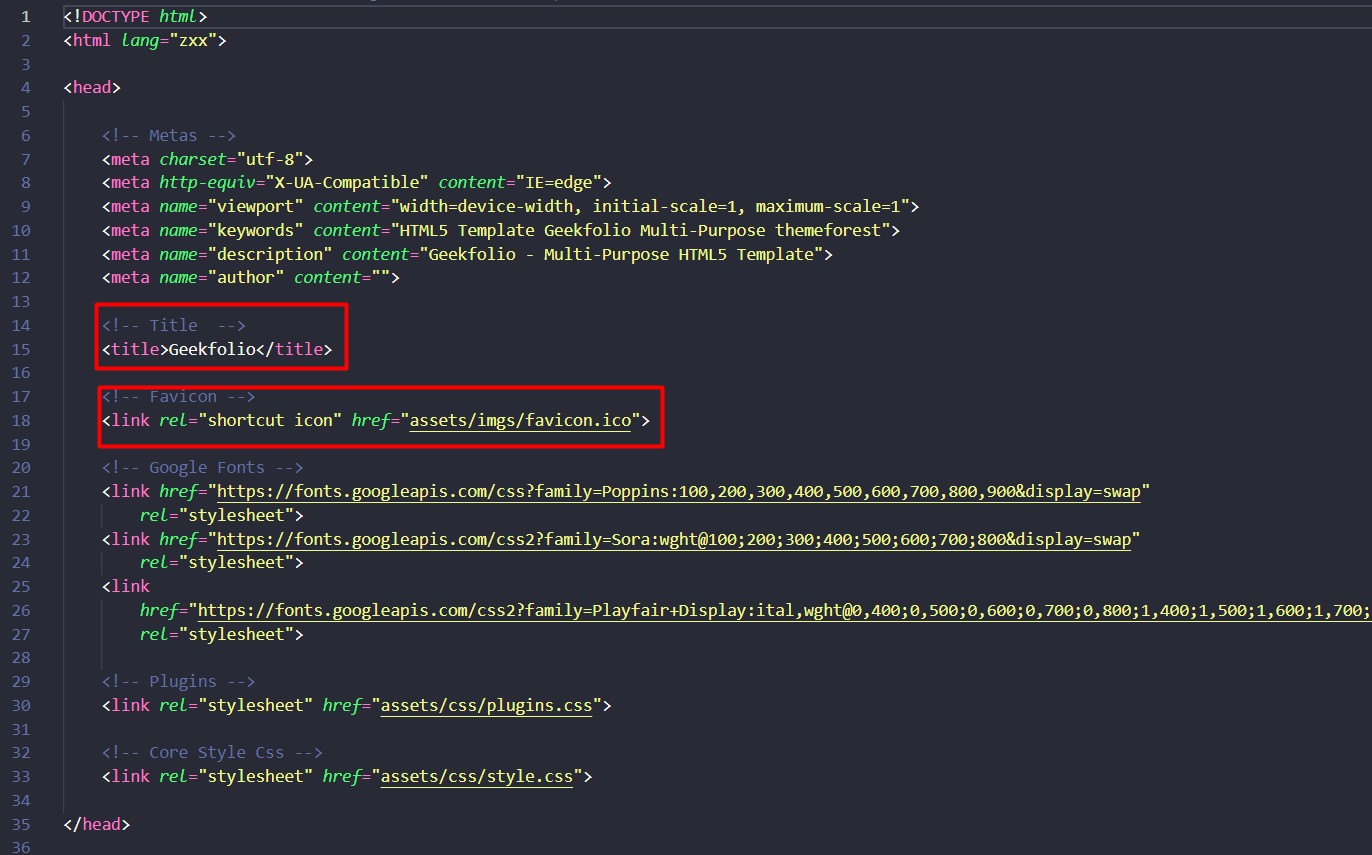 1 <!DOCTYPE html>
2 <html lang="zxx">
3
4 <head>
5
6 <!-- Metas -->
7 <meta charset="utf-8">
8 <meta http-equiv="X-UA-Compatible" content="IE=edge">
9 <meta name="viewport" content="width=device-width, initial-scale=1, maximum-scale=1">
10 <meta name="keywords" content="HTML5 Template Geekfolio Multi-Purpose themeforest">
11 <meta name="description" content="Geekfolio - Multi-Purpose HTML5 Template">
12 <meta name="author" content="">
13
14 <!-- Title  -->
15 <title>Geekfolio</title>
16
17 <!-- Favicon -->
18 <link rel="shortcut icon" href="assets/imgs/favicon.ico">
19
20 <!-- Google Fonts -->
21 <link href="https://fonts.googleapis.com/css?family=Poppins:100,200,300,400,500,600,700,800,900&display=swap"
22 rel="stylesheet">
23 <link href="https://fonts.googleapis.com/css2?family=Sora:wght@100;200;300;400;500;600;700;800&display=swap"
24 rel="stylesheet">
25 <link
26 href="https://fonts.googleapis.com/css2?family=Playfair+Display:ital,wght@0,400;0,500;0,600;0,700;0,800;1,400;1,500;1,600;1,700;
27 rel="stylesheet">
28
29 <!-- Plugins -->
30 <link rel="stylesheet" href="assets/css/plugins.css">
31
32 <!-- Core Style Css -->
33 <link rel="stylesheet" href="assets/css/style.css">
34
35 </head>
36